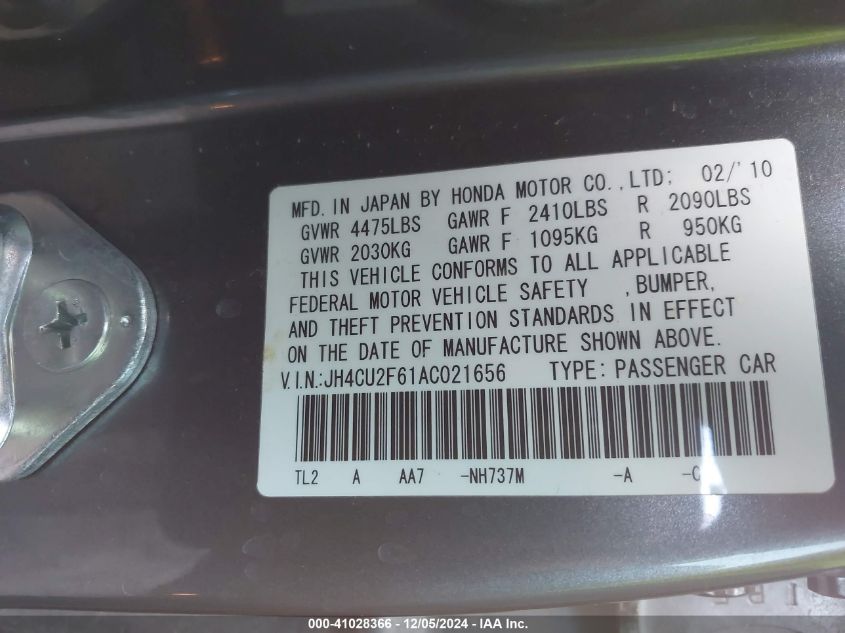 MFD. IN JAPAN BY HONDA MOTOR CO.,LTD; 02/'10
GVWR 4475LBS GAWR F 2410LBS R 2090LBS
GVWR 2030KG GAWR F 1095KG R 950KG
THIS VEHICLE CONFORMS TO ALL APPLICABLE
FEDERAL MOTOR VEHICLE SAFETY ,BUMPER,
AND THEFT PREVENTION STANDARDS IN EFFECT
ON THE DATE OF MANUFACTURE SHOWN ABOVE.
V.I.N.:JH4CU2F61AC021656 TYPE: PASSENGER CAR
TL2 A AA7 -NH737M -A -C
000-41028366 - 12/05/2024 - IAA Inc.